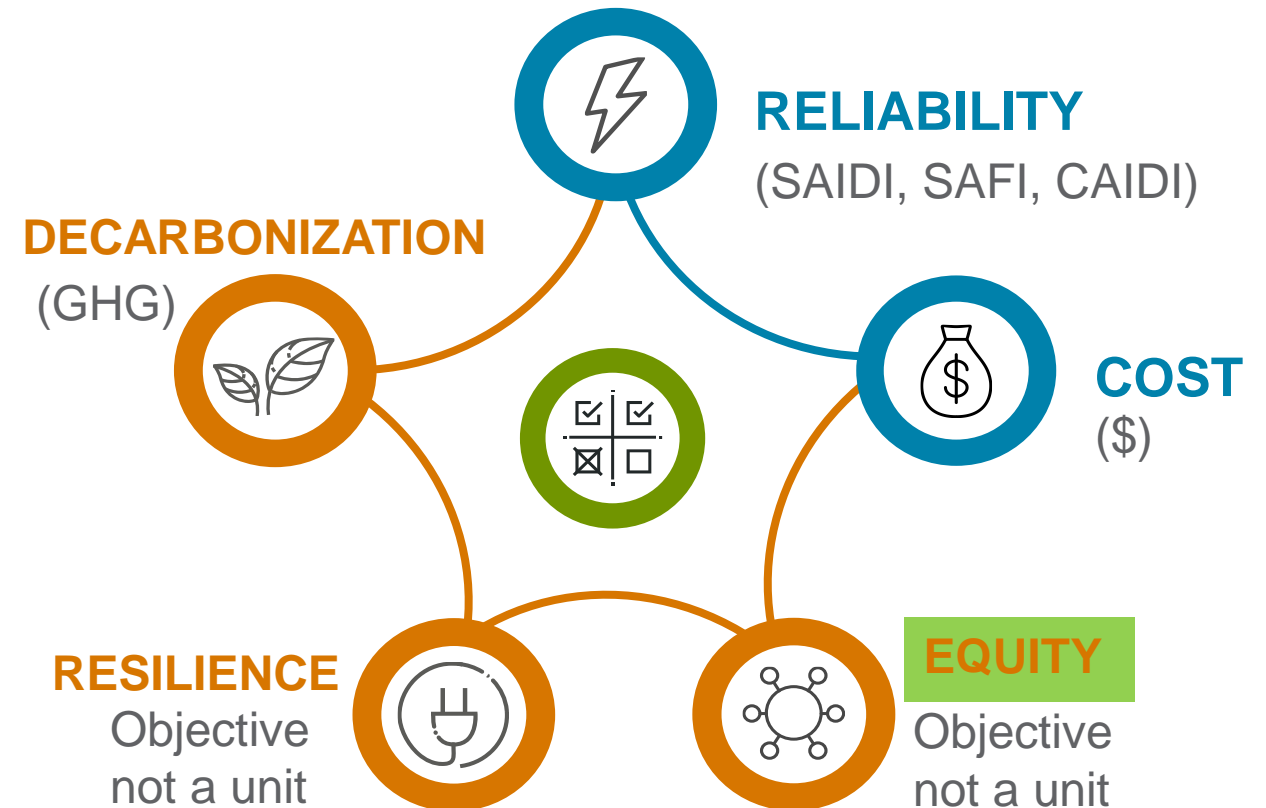 RELIABILITY
(SAIDI, SAFI, CAIDI)
DECARBONIZATION
(GHG)
$
COST
($)
RESILIENCE
Objective
not a unit
EQUITY
Objective
not a unit